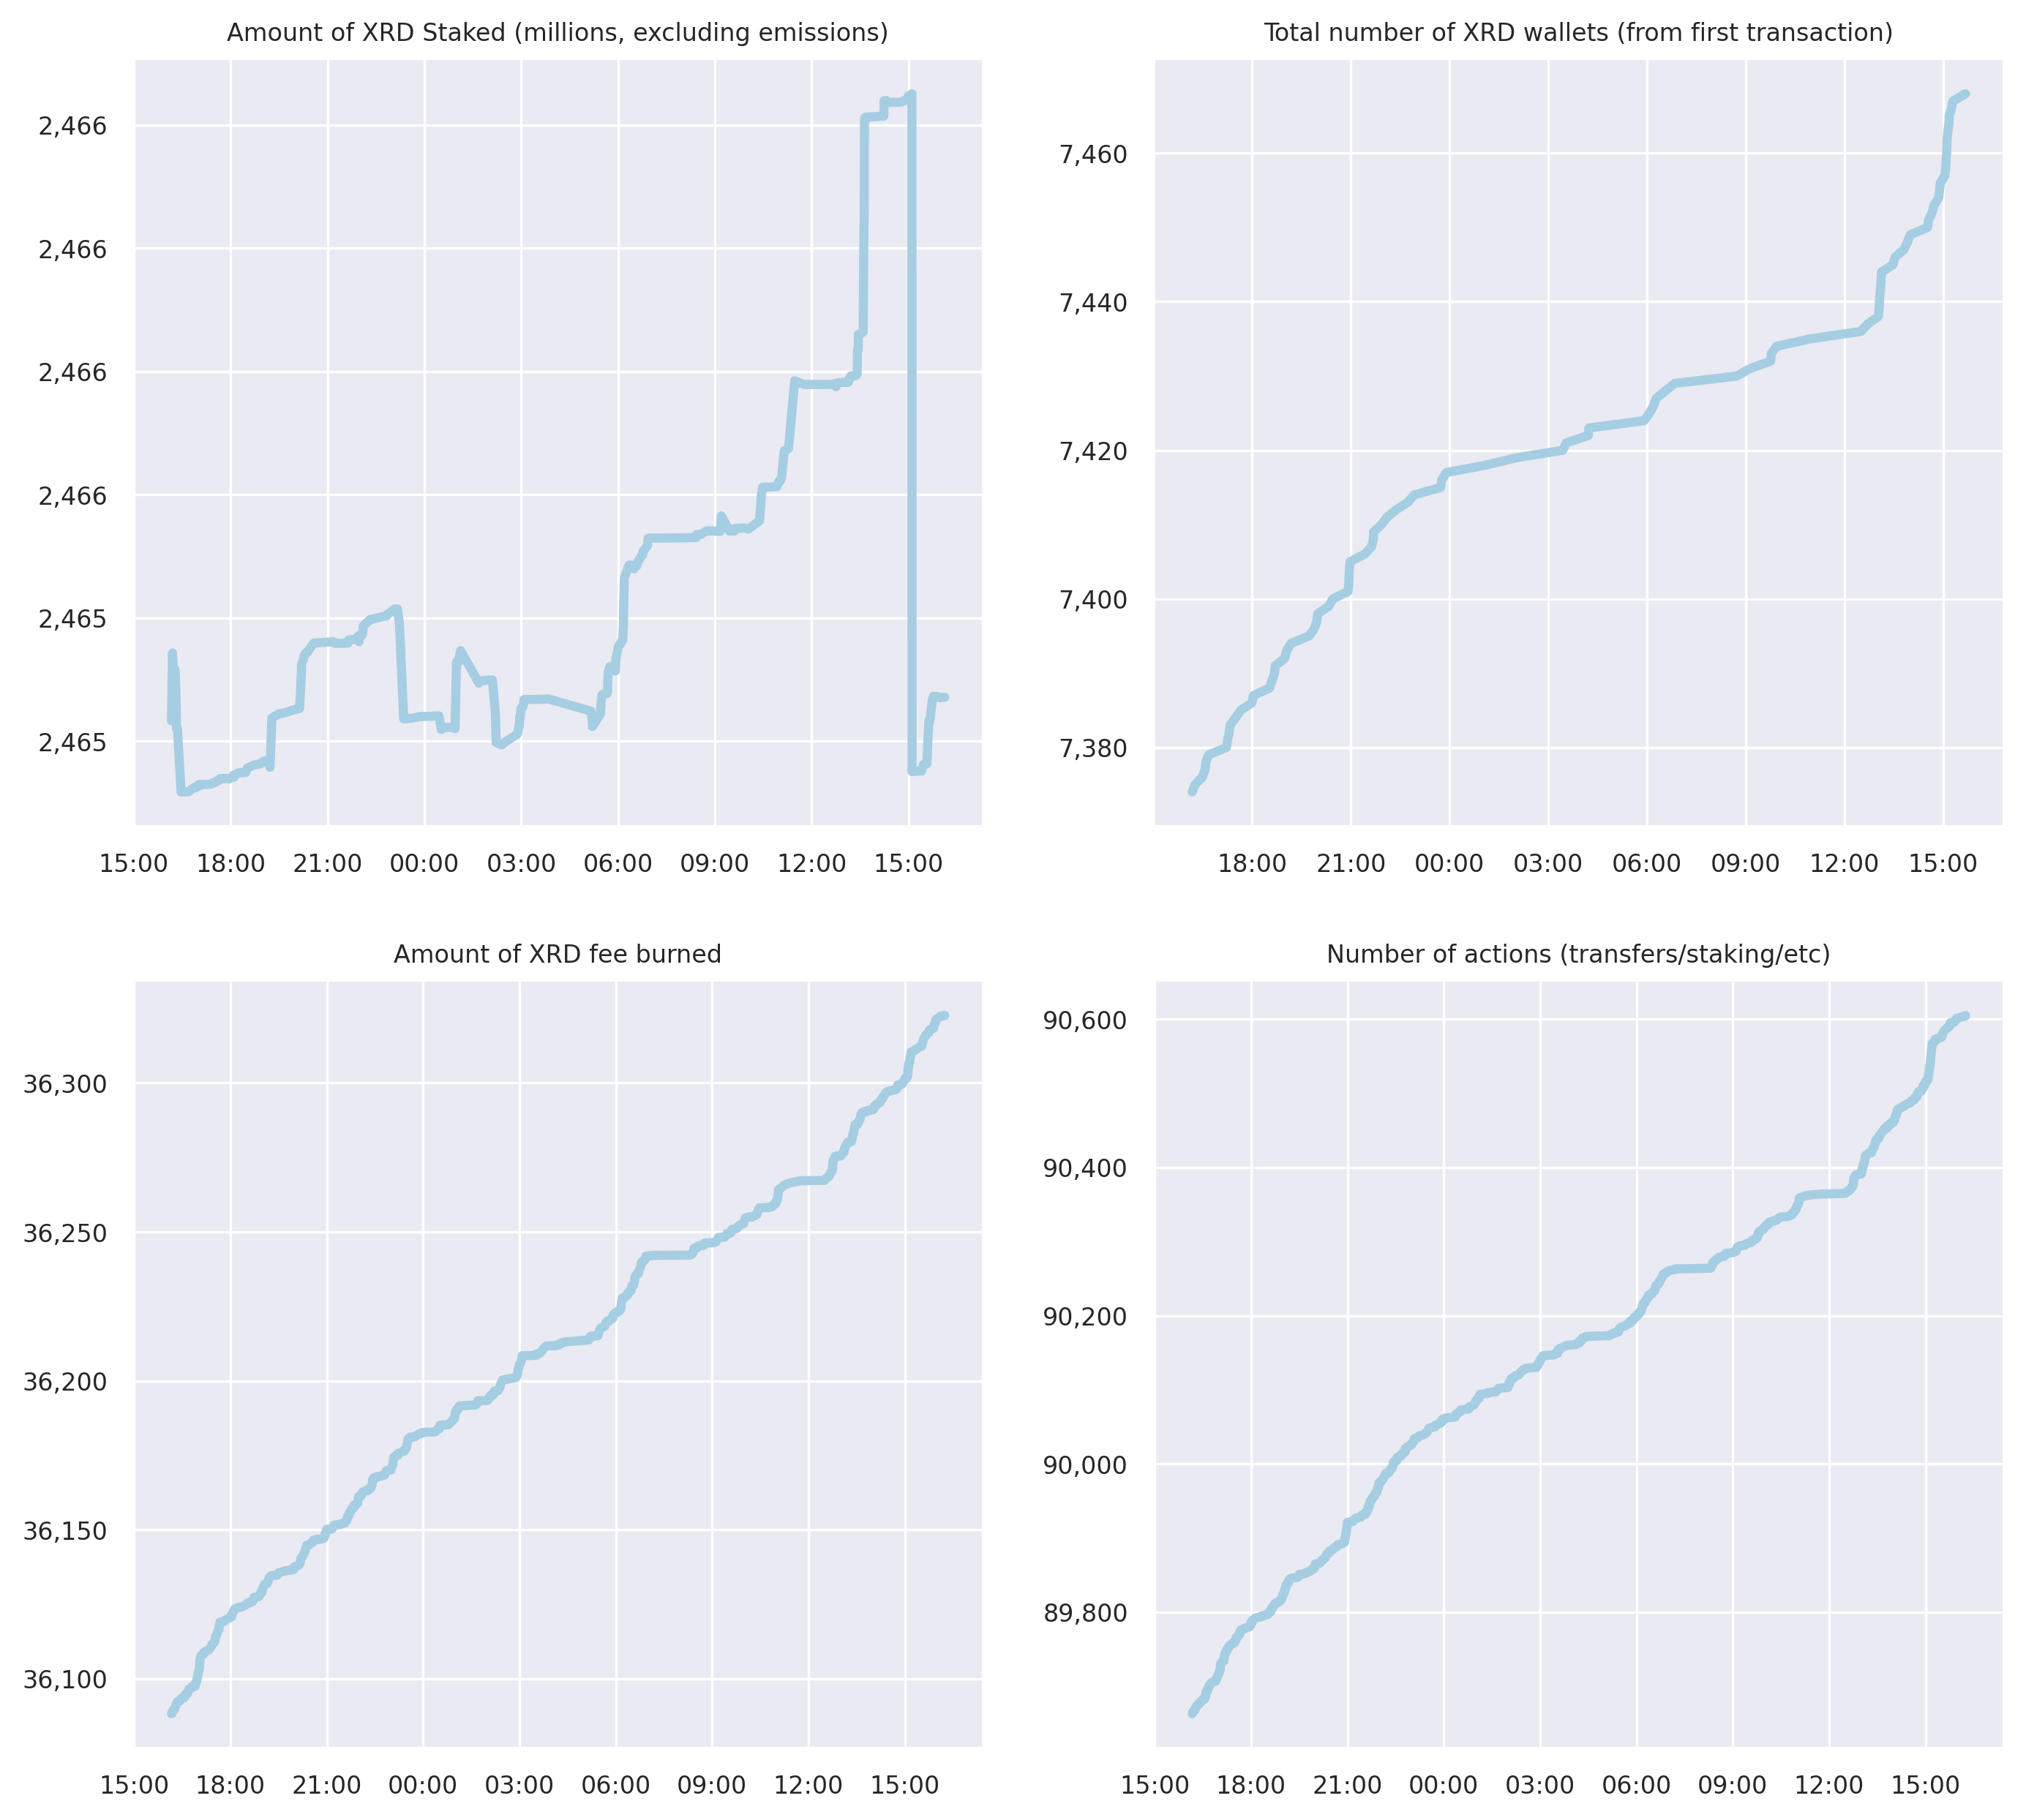 Amount of XRD Staked (millions, excluding emissions)
2,466
2,466
2,466
2,466
2,465
2,465
15:00 18:00 21:00 00:00 03:00 06:00 09:00 12:00 15:00
Total number of XRD wallets (from first transaction)
7,460
7,440
7,420
7,400
7,380
18:00 21:00 00:00 03:00 06:00 09:00 12:00 15:00
Amount of XRD fee burned
36,300
36,250
36,200
36,150
36,100
15:00 18:00 21:00 00:00 03:00 06:00 09:00 12:00 15:00
Number of actions (transfers/staking/etc)
90,600
90,400
90,200
90,000
89,800
15:00 18:00 21:00 00:00 03:00 06:00 09:00 12:00 15:00